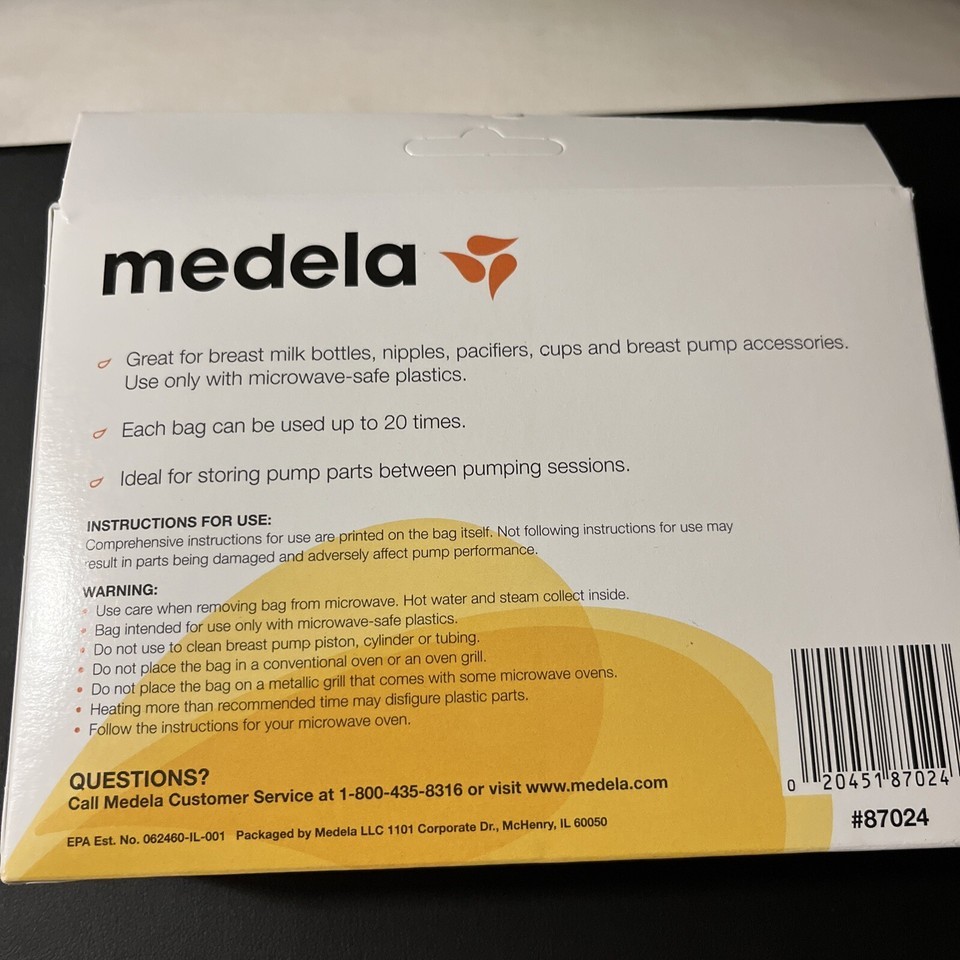 medela
Great for breast milk bottles, nipples, pacifiers, cups and breast pump accessories.
Use only with microwave-safe plastics.
Each bag can be used up to 20 times.
Ideal for storing pump parts between pumping sessions.
INSTRUCTIONS FOR USE:
Comprehensive instructions for use are printed on the bag itself. Not following instructions for use may
result in parts being damaged and adversely affect pump performance.
WARNING:
• Use care when removing bag from microwave. Hot water and steam collect inside.
• Bag intended for use only with microwave-safe plastics.
• Do not use to clean breast pump piston, cylinder or tubing.
• Do not place the bag in a conventional oven or an oven grill.
• Do not place the bag on a metallic grill that comes with some microwave ovens.
• Heating more than recommended time may disfigure plastic parts.
• Follow the instructions for your microwave oven.
QUESTIONS?
Call Medela Customer Service at 1-800-435-8316 or visit www.medela.com
EPA Est. No. 062460-IL-001 Packaged by Medela LLC 1101 Corporate Dr., McHenry, IL 60050
0 20451 87024
#87024